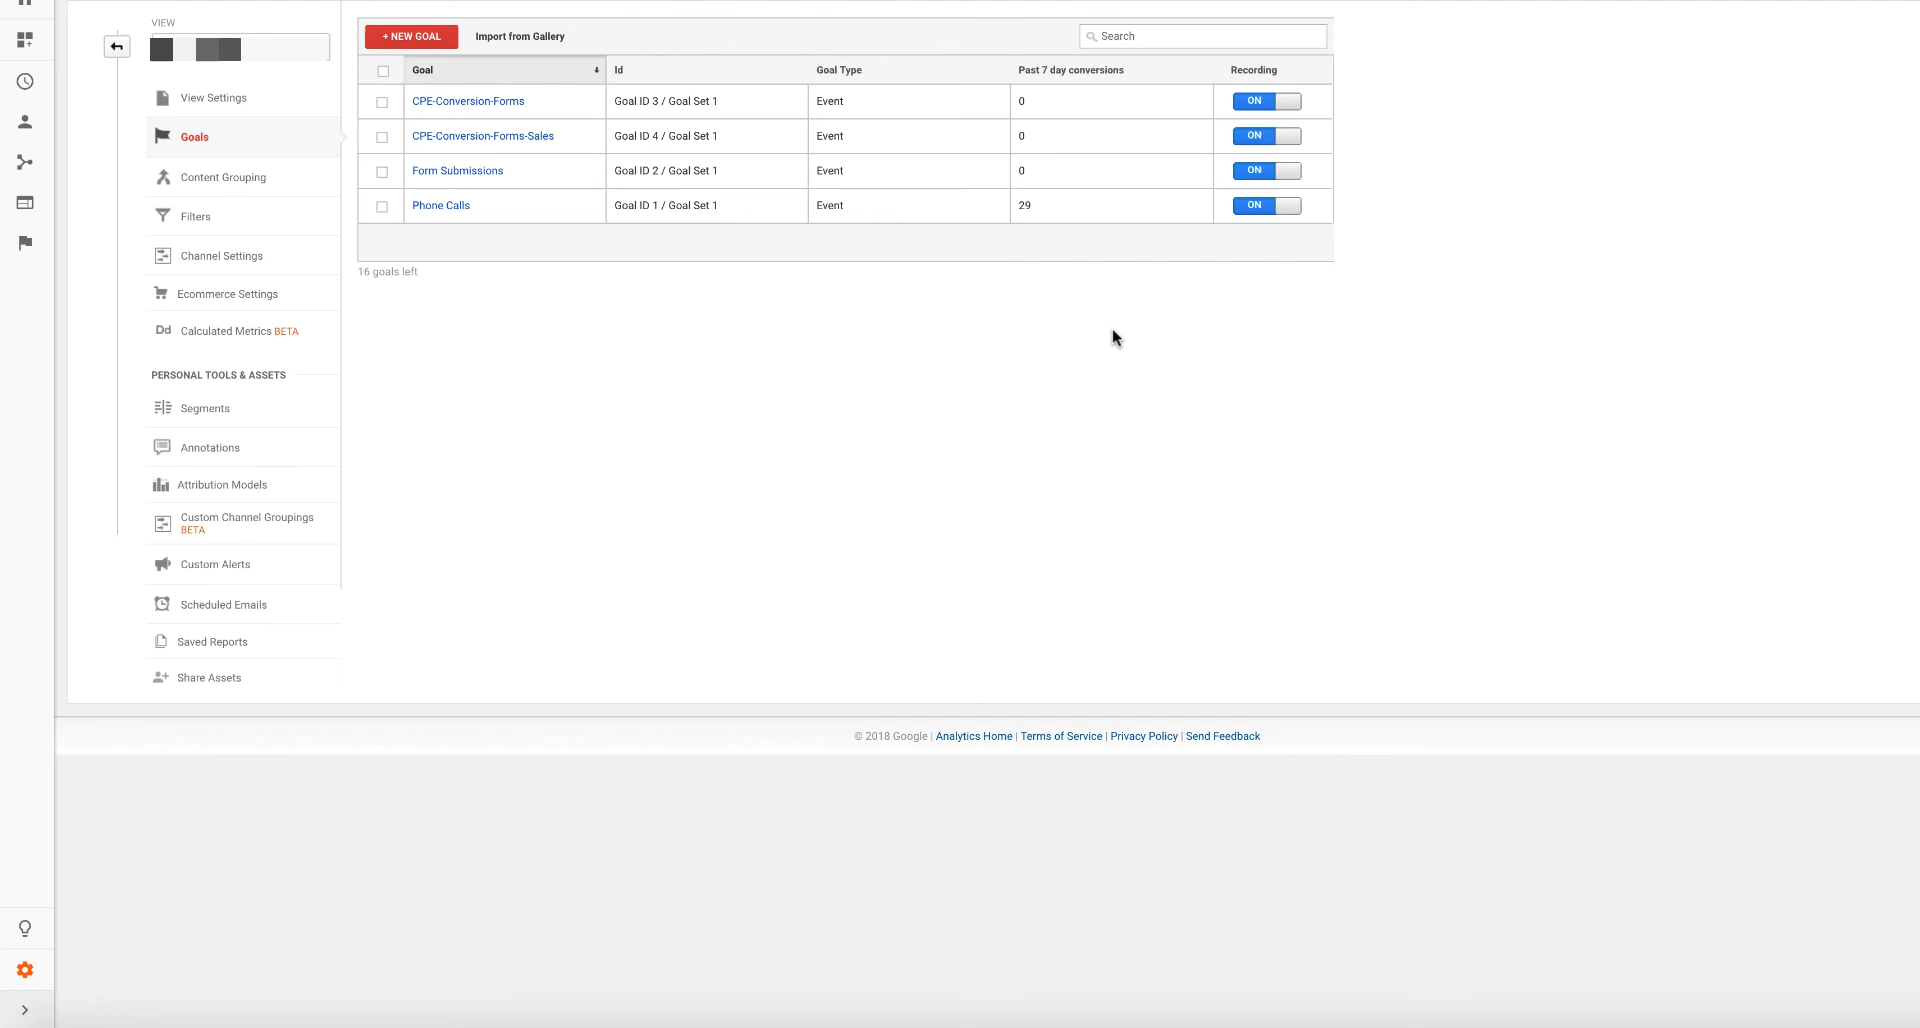 VIEW
View Settings
Goals
Content Grouping
Filters
Channel Settings
Ecommerce Settings
Dd Calculated Metrics BETA
PERSONAL TOOLS & ASSETS
Segments
Annotations
Attribution Models
Custom Channel Groupings
BETA
Custom Alerts
Scheduled Emails
Saved Reports
Share Assets
+ NEW GOAL Import from Gallery Search
Goal Id Goal Type Past 7 day conversions Recording
CPE-Conversion-Forms Goal ID 3 / Goal Set 1 Event 0 ON
CPE-Conversion-Forms-Sales Goal ID 4 / Goal Set 1 Event 0 ON
Form Submissions Goal ID 2 / Goal Set 1 Event 0 ON
Phone Calls Goal ID 1 / Goal Set 1 Event 29 ON
16 goals left
© 2018 Google | Analytics Home | Terms of Service | Privacy Policy | Send Feedback